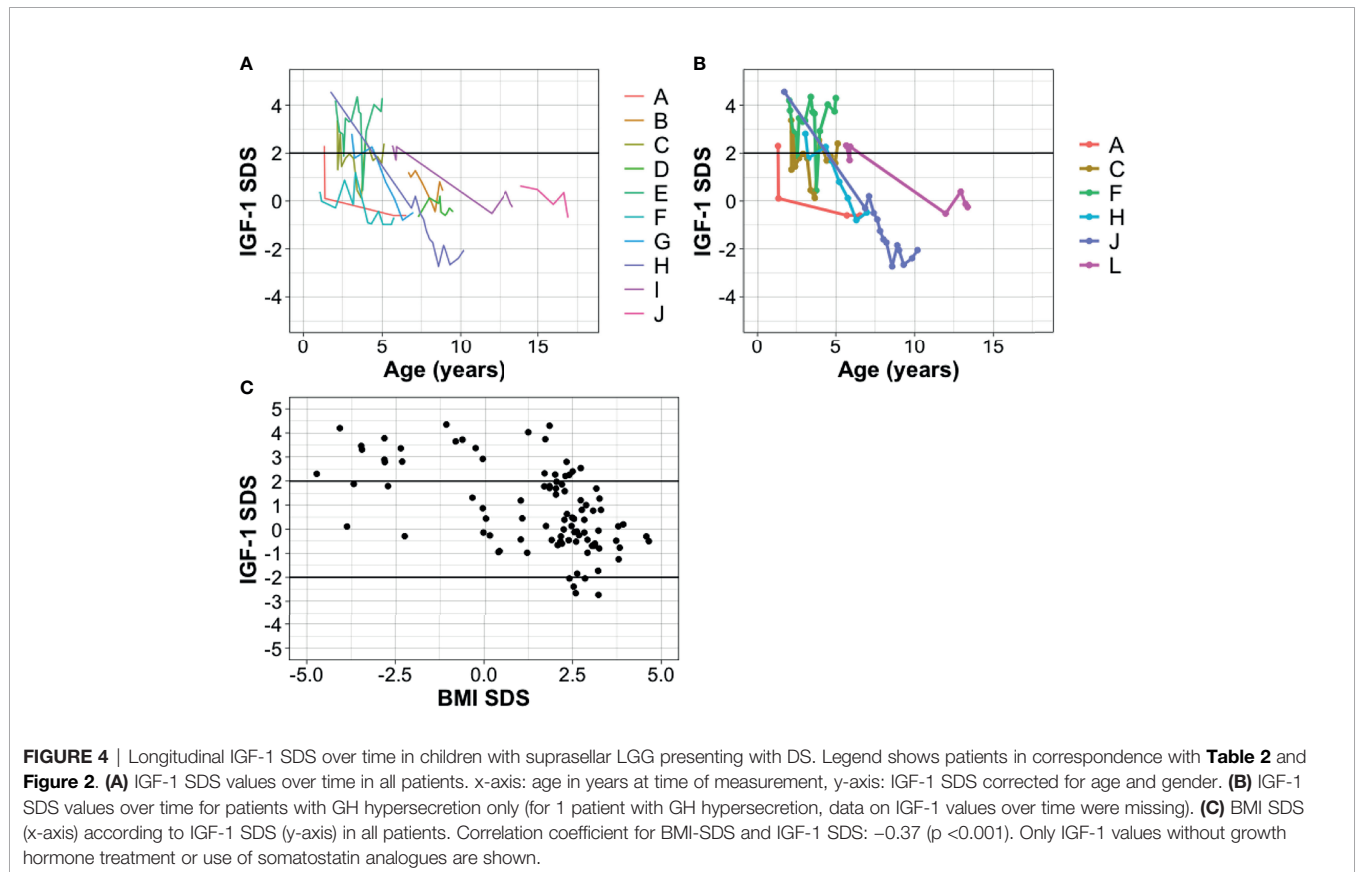 A
IGF-1 SDS
4
2
0
-2
-4
0 5 10 15
Age (years)
A
B
C
D
E
F
G
H
I
J
B
IGF-1 SDS
4
2
0
-2
-4
0 5 10 15
Age (years)
A
C
F
H
J
L
C
IGF-1 SDS
5
4
3
2
1
0
-1
-2
-3
-4
-5
-5.0 -2.5 0.0 2.5 5.0
BMI SDS
FIGURE 4 | Longitudinal IGF-1 SDS over time in children with suprasellar LGG presenting with DS. Legend shows patients in correspondence with Table 2 and
Figure 2. (A) IGF-1 SDS values over time in all patients. x-axis: age in years at time of measurement, y-axis: IGF-1 SDS corrected for age and gender. (B) IGF-1
SDS values over time for patients with GH hypersecretion only (for 1 patient with GH hypersecretion, data on IGF-1 values over time were missing). (C) BMI SDS
(x-axis) according to IGF-1 SDS (y-axis) in all patients. Correlation coefficient for BMI-SDS and IGF-1 SDS: −0.37 (p <0.001). Only IGF-1 values without growth
hormone treatment or use of somatostatin analogues are shown.